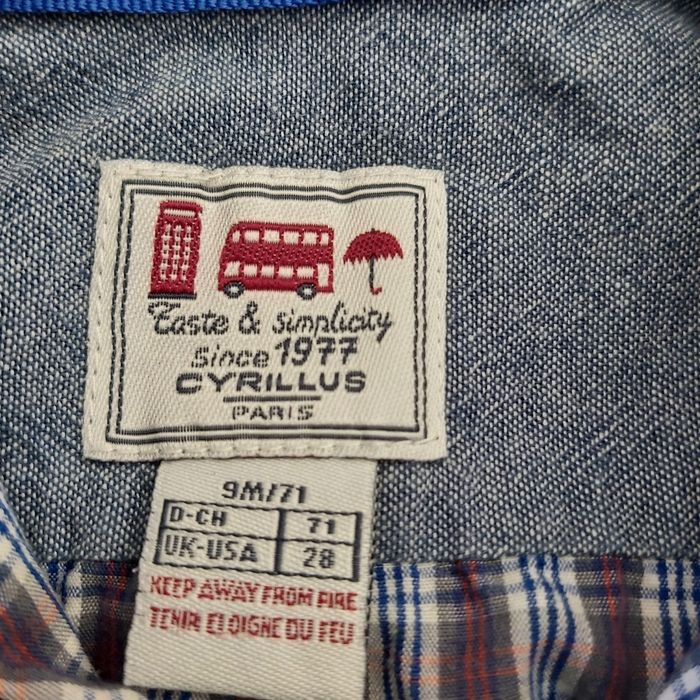 Taste & simplicity
Since 1977
CYRILLUS
PARIS
9M/71
D-CH 71
UK-USA 28
KEEP AWAY FROM FIRE
TENIR ELOIGNE DU FEU